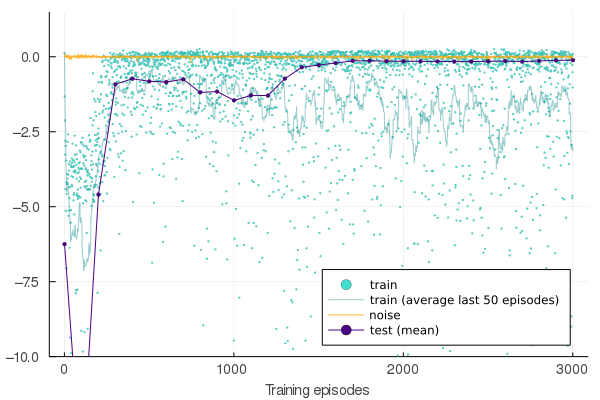 0.0
−2.5
−5.0
−7.5
−10.0
0
1000
2000
3000
Training episodes
train
train (average last 50 episodes)
noise
test (mean)